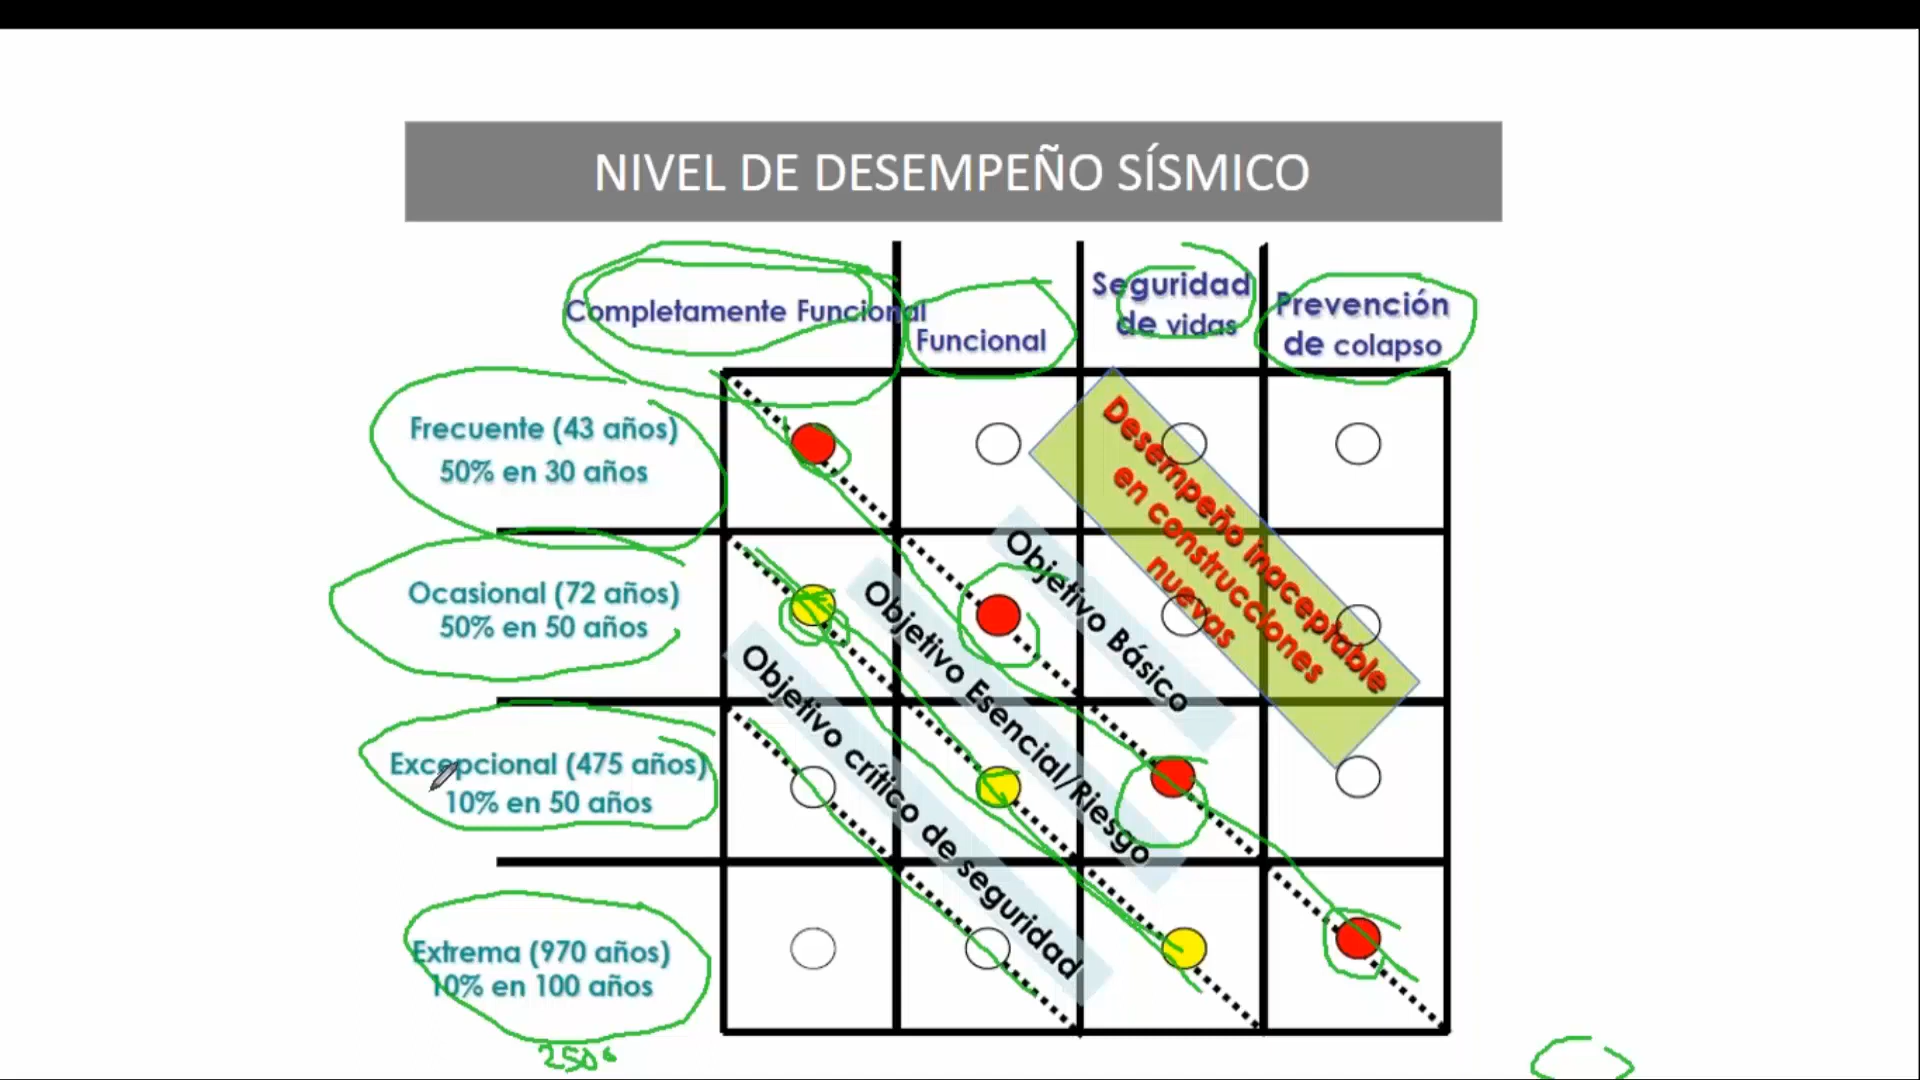 NIVEL DE DESEMPEÑO SÍSMICO
Completamente Funcional
Funcional
Seguridad
de vidas
Prevención
de colapso
Frecuente (43 años)
50% en 30 años
Ocasional (72 años)
50% en 50 años
Excepcional (475 años)
10% en 50 años
Extrema (970 años)
10% en 100 años
Desempeño inaceptable
en construcciones
nuevas
Objetivo Básico
Objetivo Esencial/Riesgo
Objetivo crítico de seguridad